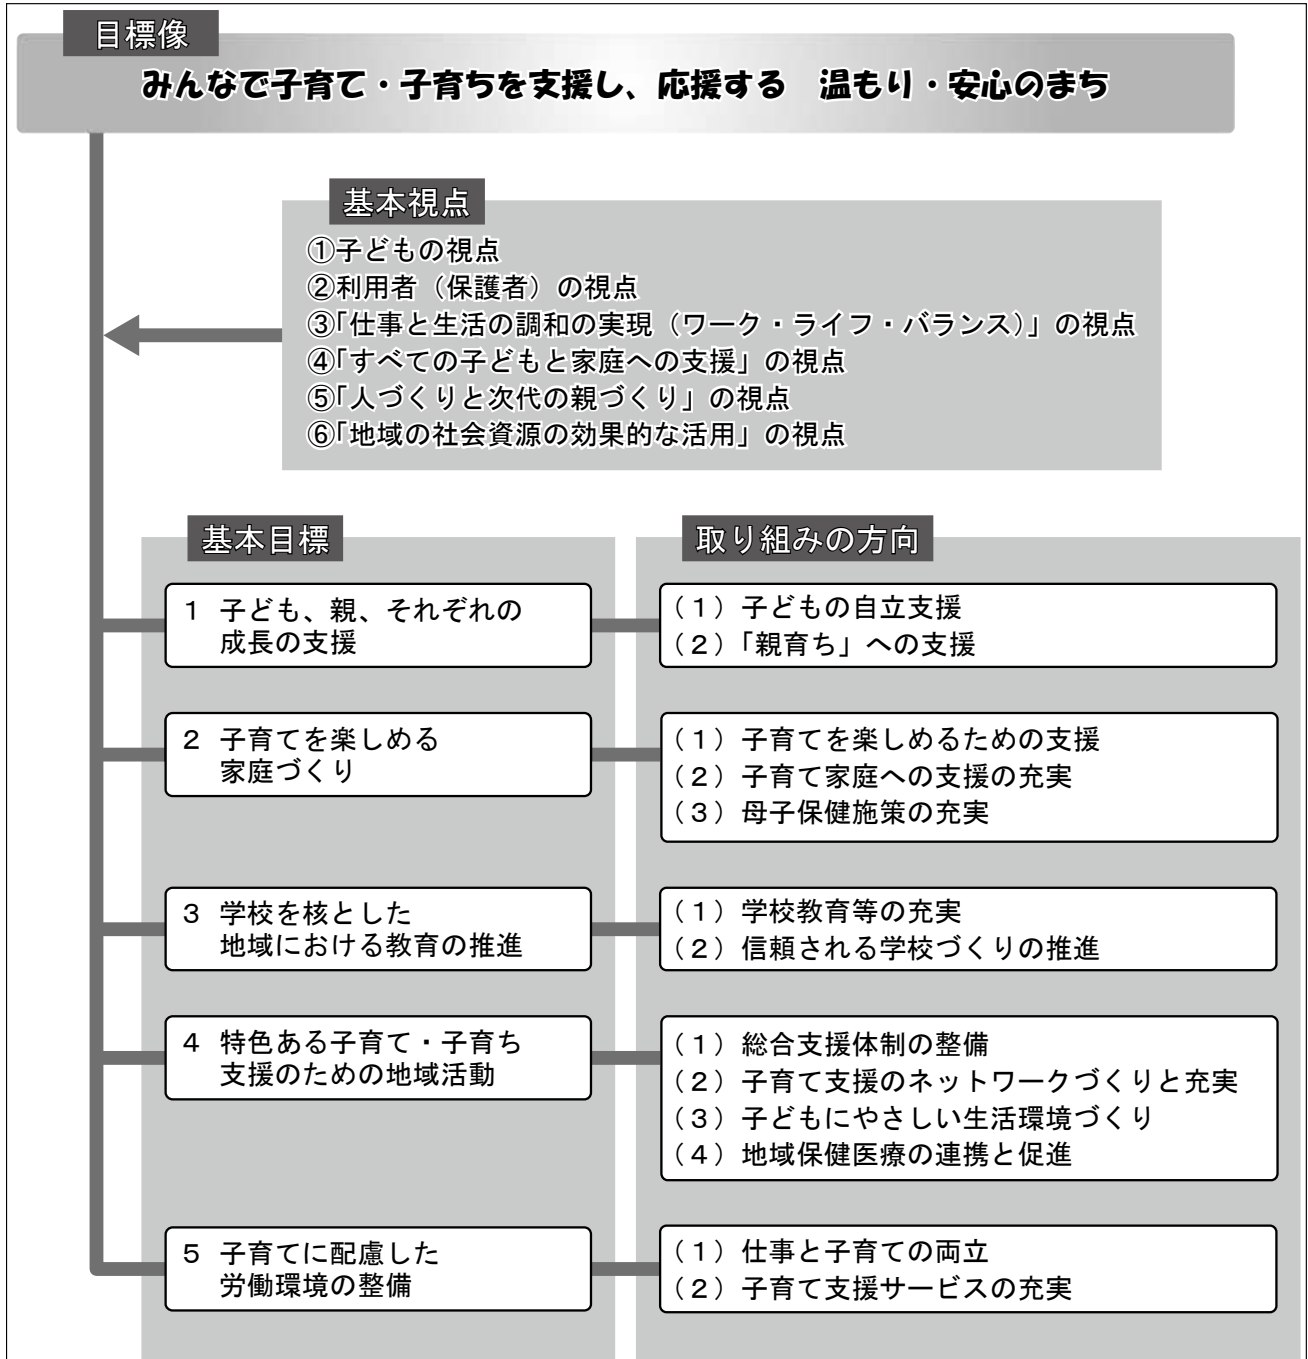 目標像
みんなで子育て・子育ちを支援し、応援する　温もり・安心のまち
基本視点
①子どもの視点
②利用者（保護者）の視点
③「仕事と生活の調和の実現（ワーク・ライフ・バランス）」の視点
④「すべての子どもと家庭への支援」の視点
⑤「人づくりと次代の親づくり」の視点
⑥「地域の社会資源の効果的な活用」の視点
基本目標
取り組みの方向
1 子ども、親、それぞれの
成長の支援
（1）子どもの自立支援
（2）「親育ち」への支援
2 子育てを楽しめる
家庭づくり
（1）子育てを楽しめるための支援
（2）子育て家庭への支援の充実
（3）母子保健施策の充実
3 学校を核とした
地域における教育の推進
（1）学校教育等の充実
（2）信頼される学校づくりの推進
4 特色ある子育て・子育ち
支援のための地域活動
（1）総合支援体制の整備
（2）子育て支援のネットワークづくりと充実
（3）子どもにやさしい生活環境づくり
（4）地域保健医療の連携と促進
5 子育てに配慮した
労働環境の整備
（1）仕事と子育ての両立
（2）子育て支援サービスの充実